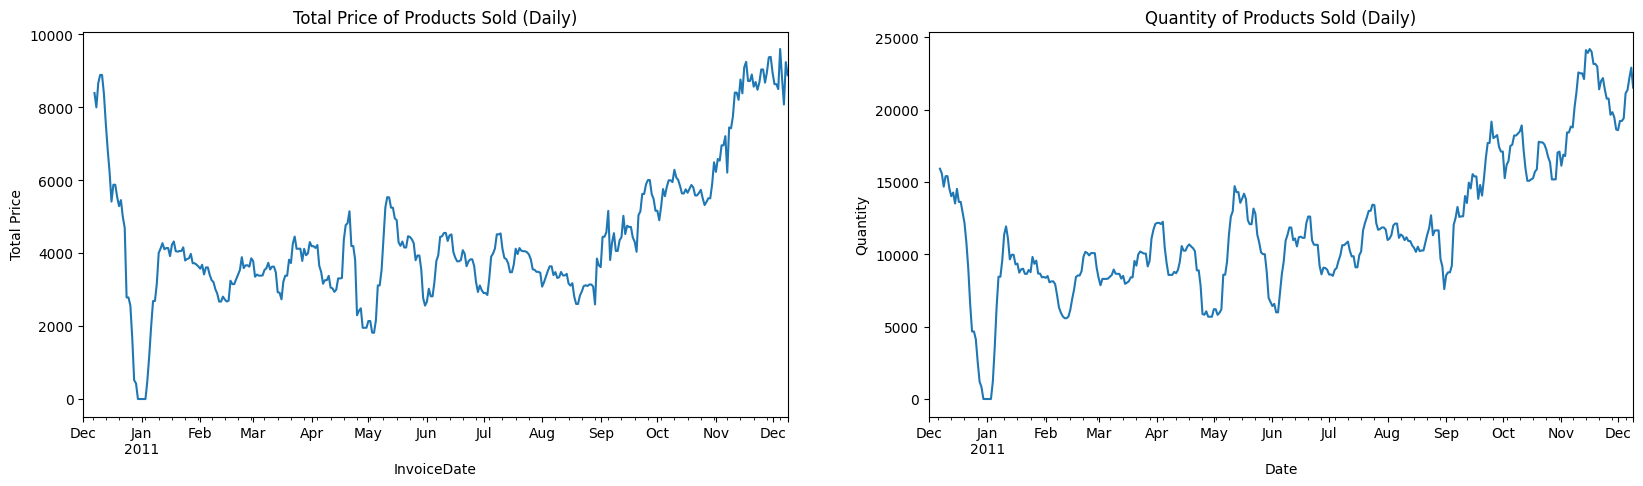 Total Price of Products Sold (Daily)
10000
8000
6000
4000
2000
0
Total Price
Dec Jan Feb Mar Apr May Jun Jul Aug Sep Oct Nov Dec
2011
InvoiceDate
Quantity of Products Sold (Daily)
25000
20000
15000
10000
5000
0
Quantity
Dec Jan Feb Mar Apr May Jun Jul Aug Sep Oct Nov Dec
2011
Date